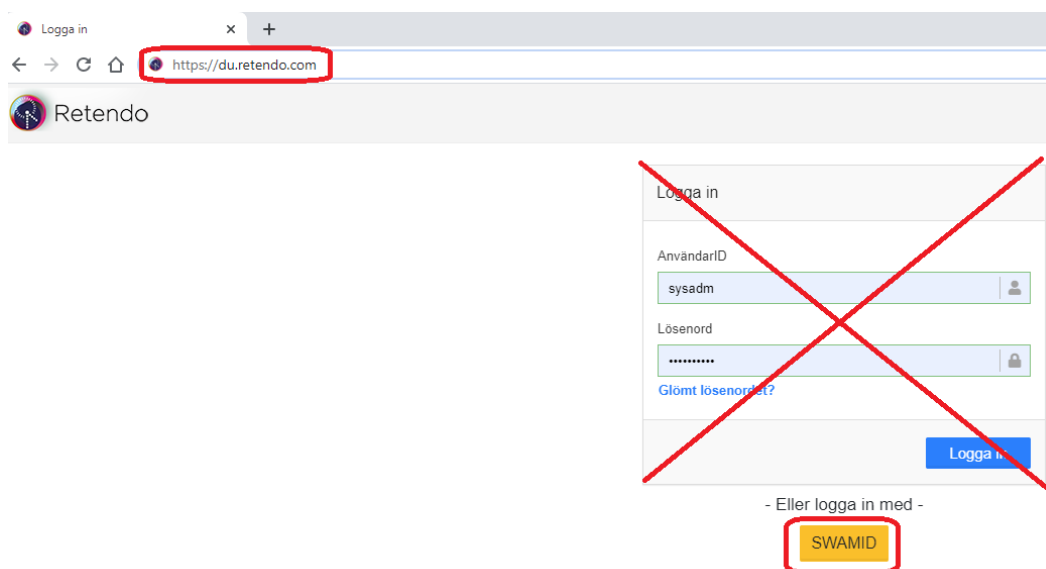 Logga in
https://du.retendo.com
Retendo
Logga in
AnvändarID
sysadm
Lösenord
••••••••••
Glömt lösenordet?
Logga in
- Eller logga in med -
SWAMID